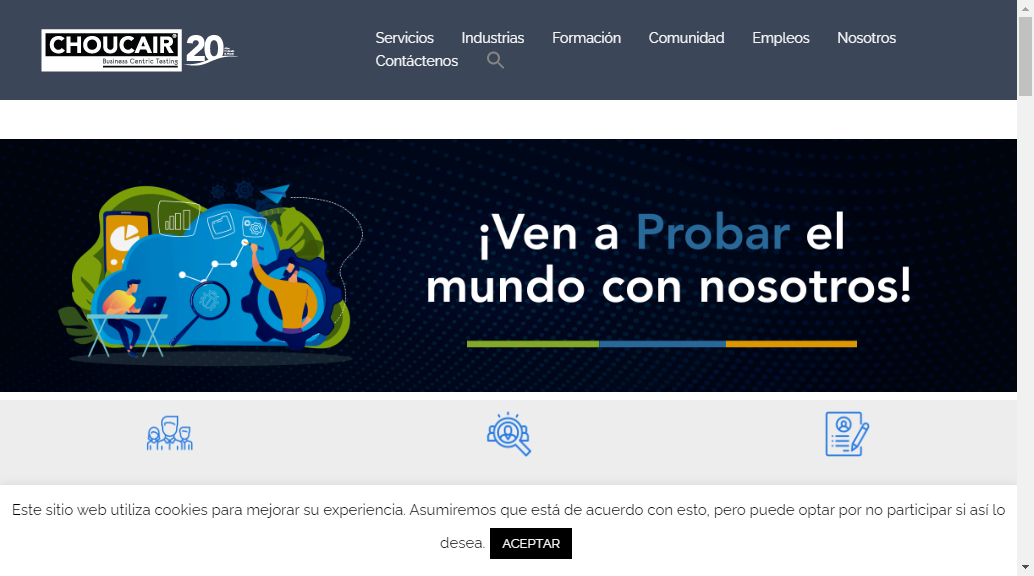 CHOUCAIR
Business Centric Testing
20
Servicios Industrias Formación Comunidad Empleos Nosotros
Contáctenos
¡Ven a Probar el
mundo con nosotros!
Este sitio web utiliza cookies para mejorar su experiencia. Asumiremos que está de acuerdo con esto, pero puede optar por no participar si así lo
desea. ACEPTAR